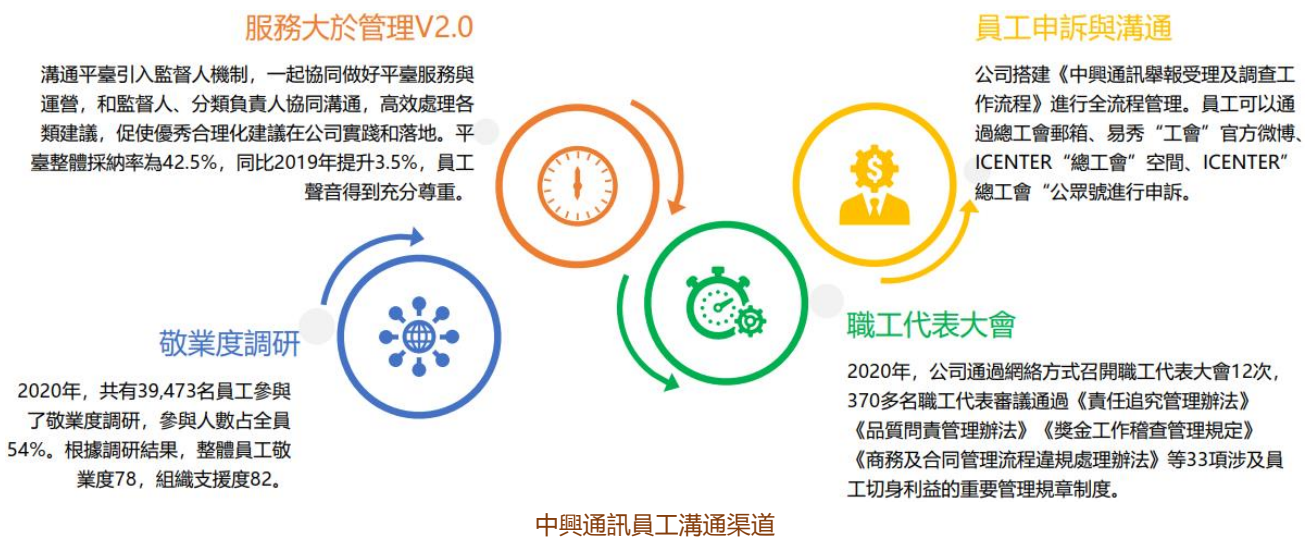 服務大於管理V2.0
溝通平臺引入監督人機制，一起協同做好平臺服務與
運營，和監督人、分類負責人協同溝通，高效處理各
類建議，促使優秀合理化建議在公司實踐和落地。平
臺整體採納率為42.5%，同比2019年提升3.5%，員工
聲音得到充分尊重。
員工申訴與溝通
公司搭建《中興通訊舉報受理及調查工
作流程》進行全流程管理。員工可以通
過總工會郵箱、易秀“工會”官方微博、
ICENTER“總工會”空間、ICENTER”
總工會“公眾號進行申訴。
敬業度調研
2020年，共有39,473名員工參與
了敬業度調研，參與人數占全員
54%。根據調研結果，整體員工敬
業度78，組織支援度82。
職工代表大會
2020年，公司通過網絡方式召開職工代表大會12次，
370多名職工代表審議通過《責任追究管理辦法》
《品質問責管理辦法》《獎金工作稽查管理規定》
《商務及合同管理流程違規處理辦法》等33項涉及員
工切身利益的重要管理規章制度。
中興通訊員工溝通渠道